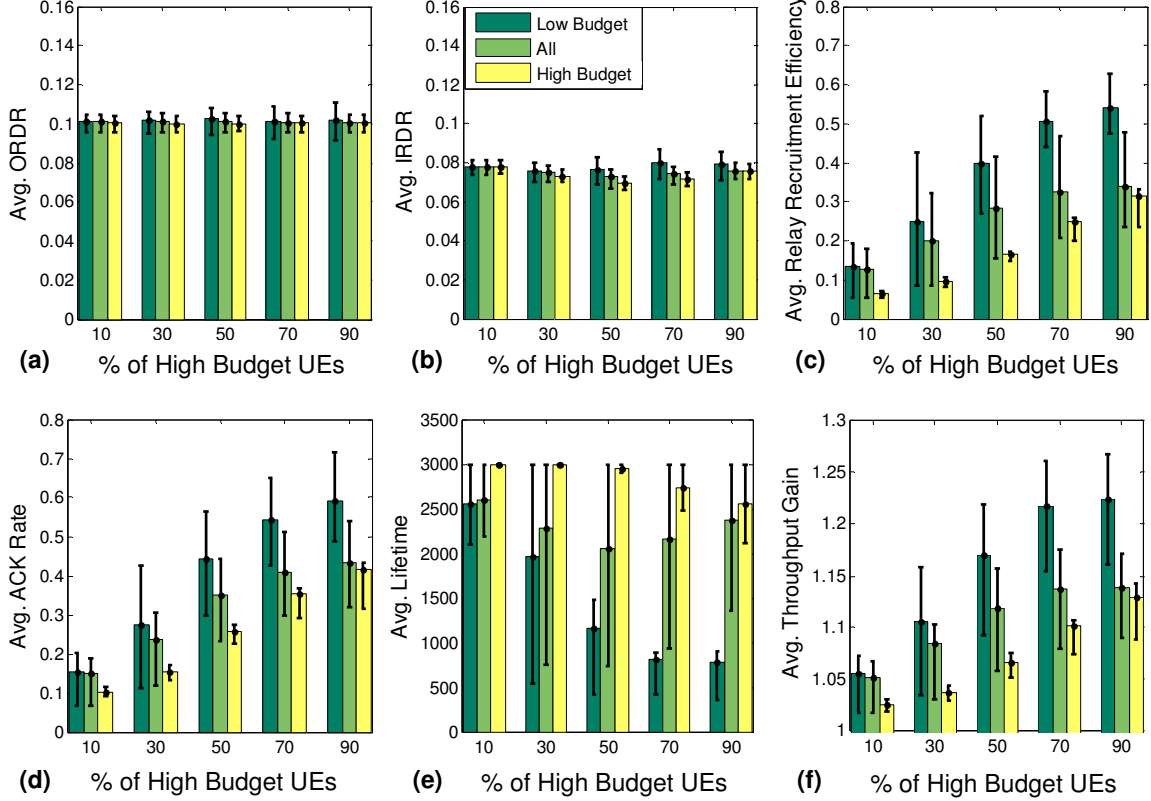 0.16
0.14
0.12
0.1
0.08
0.06
0.04
0.02
0
Avg. ORDR
10 30 50 70 90
(a) % of High Budget UEs
0.16
0.14
0.12
0.1
0.08
0.06
0.04
0.02
0
Avg. IRDR
Low Budget
All
High Budget
10 30 50 70 90
(b) % of High Budget UEs
0.8
0.7
0.6
0.5
0.4
0.3
0.2
0.1
0
Avg. Relay Recruitment Efficiency
10 30 50 70 90
(c) % of High Budget UEs
0.8
0.7
0.6
0.5
0.4
0.3
0.2
0.1
0
Avg. ACK Rate
10 30 50 70 90
(d) % of High Budget UEs
3500
3000
2500
2000
1500
1000
500
0
Avg. Lifetime
10 30 50 70 90
(e) % of High Budget UEs
1.3
1.25
1.2
1.15
1.1
1.05
1
Avg. Throughput Gain
10 30 50 70 90
(f) % of High Budget UEs